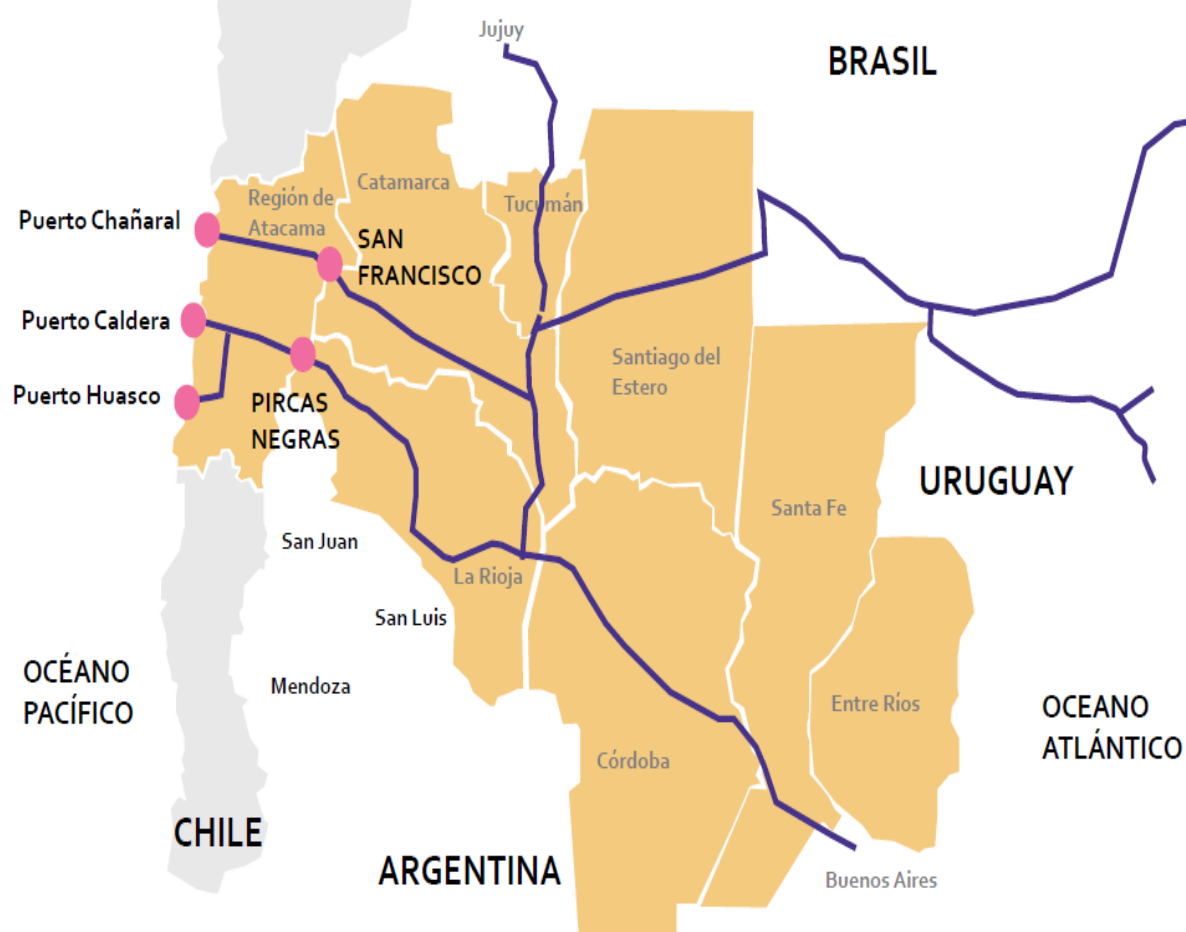 Jujuy
BRASIL
Catamarca
Región de
Atacama
Tucumán
Puerto Chañaral
SAN
FRANCISCO
Puerto Caldera
Santiago del
Estero
Puerto Huasco
PIRCAS
NEGRAS
URUGUAY
Santa Fe
San Juan
La Rioja
San Luis
OCÉANO
PACÍFICO
Mendoza
Entre Ríos
OCEANO
ATLÁNTICO
Córdoba
CHILE
ARGENTINA
Buenos Aires